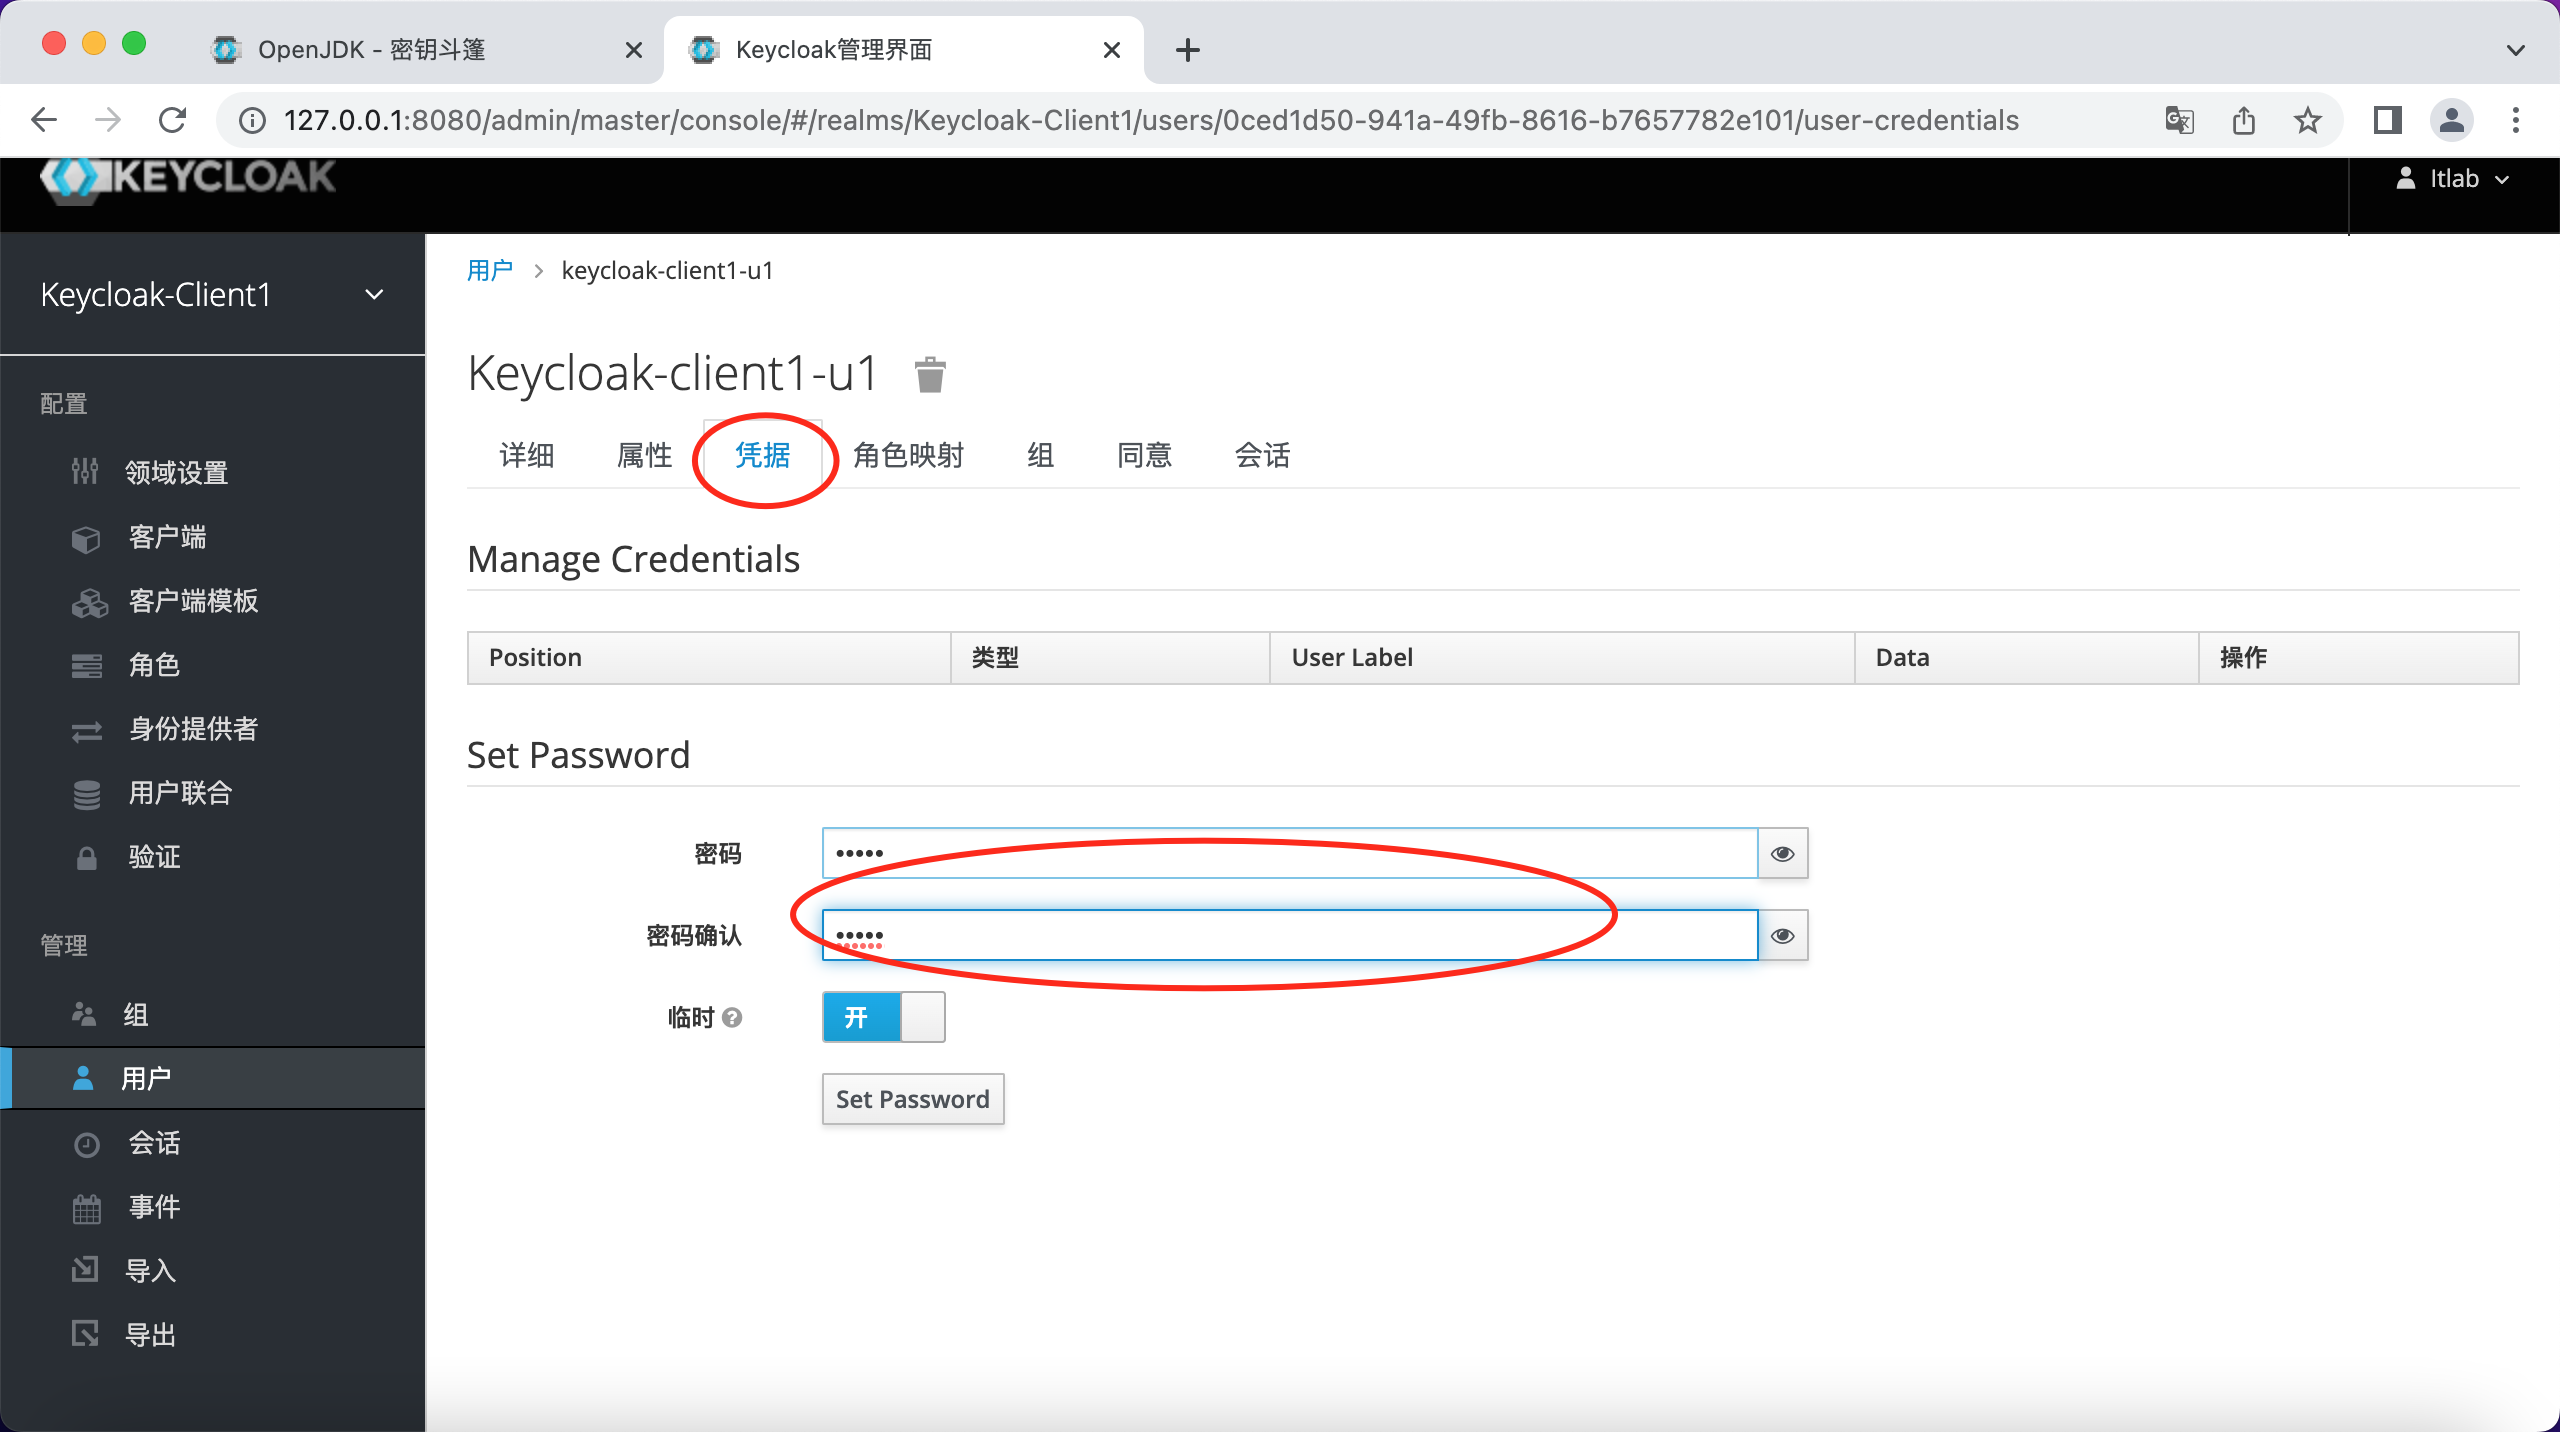 OpenJDK - 密钥斗篷
Keycloak管理界面
127.0.0.1:8080/admin/master/console/#/realms/Keycloak-Client1/users/0ced1d50-941a-49fb-8616-b7657782e101/user-credentials
KEYCLOAK
ltlab
Keycloak-Client1
配置
领域设置
客户端
客户端模板
角色
身份提供者
用户联合
验证
管理
组
用户
会话
事件
导入
导出
用户 > keycloak-client1-u1
Keycloak-client1-u1
详细 属性 凭据 角色映射 组 同意 会话
Manage Credentials
Position 类型 User Label Data 操作
Set Password
密码 •••••
密码确认 •••••
临时 开
Set Password